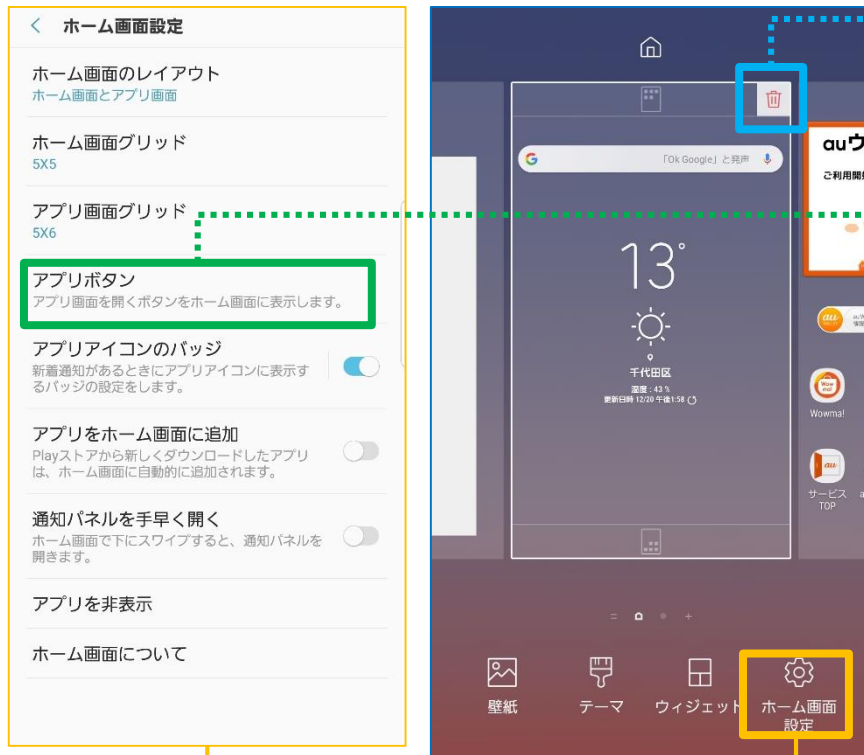 ホーム画面設定
ホーム画面のレイアウト
ホーム画面とアプリ画面
ホーム画面グリッド
5X5
アプリ画面グリッド
5X6
アプリボタン
アプリ画面を開くボタンをホーム画面に表示します。
アプリアイコンのバッジ
新着通知があるときにアプリアイコンに表示す
るバッジの設定をします。
アプリをホーム画面に追加
Playストアから新しくダウンロードしたアプリ
は、ホーム画面に自動的に追加されます。
通知パネルを手早く開く
ホーム画面で下にスワイプすると、通知パネルを
開きます。
アプリを非表示
ホーム画面について
G
「Ok Google」と発声
13°
千代田区
湿度：43 %
更新日時 12/20 午後1:58
auウ
ご利用開始
au
Wowma!
au
サービス
TOP
a
壁紙
テーマ
ウィジェット
ホーム画面
設定